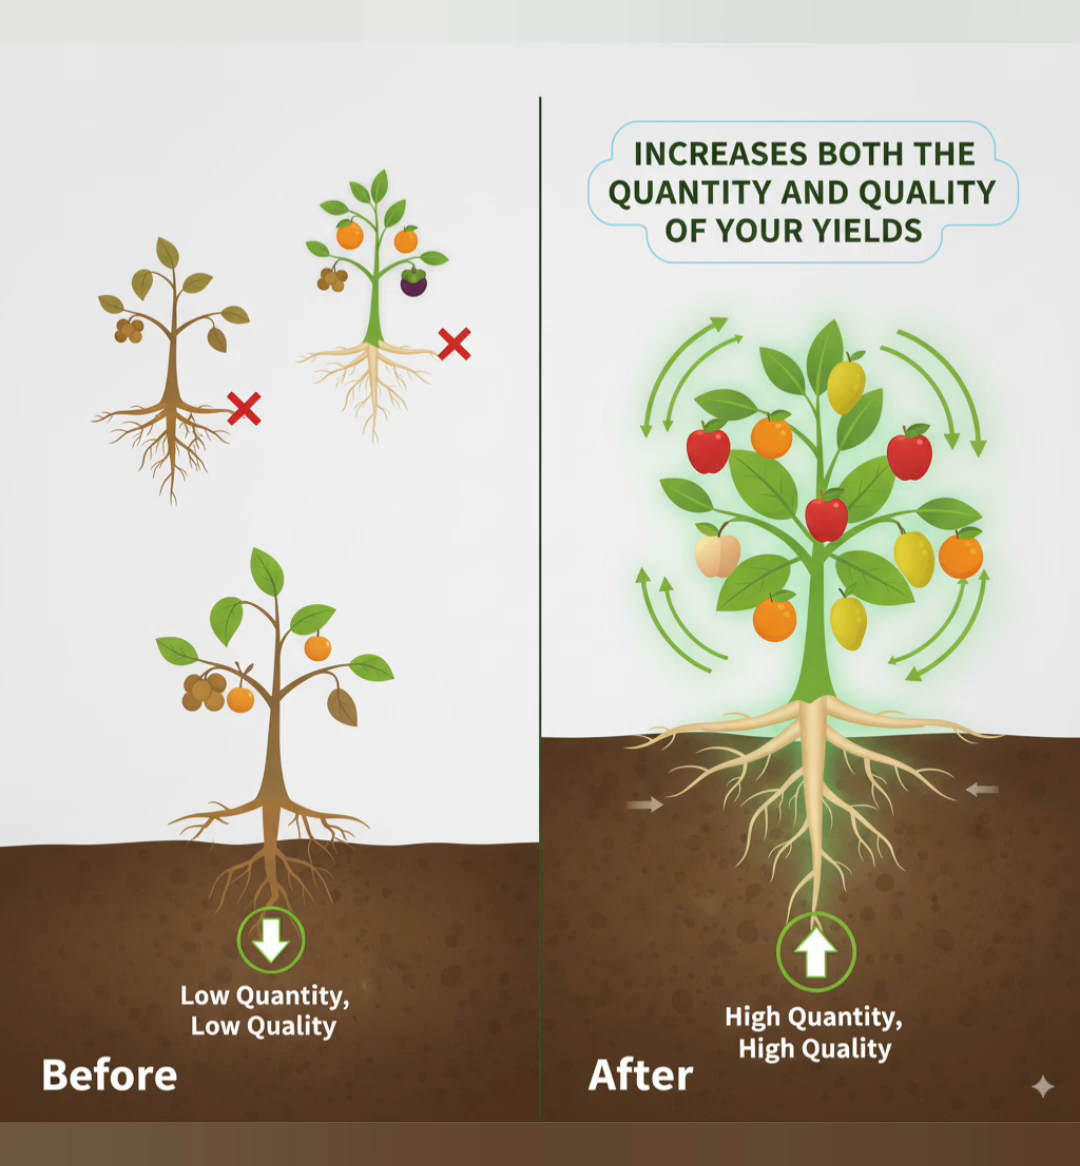 INCREASES BOTH THE
QUANTITY AND QUALITY
OF YOUR YIELDS
Low Quantity,
Low Quality
Before
High Quantity,
High Quality
After